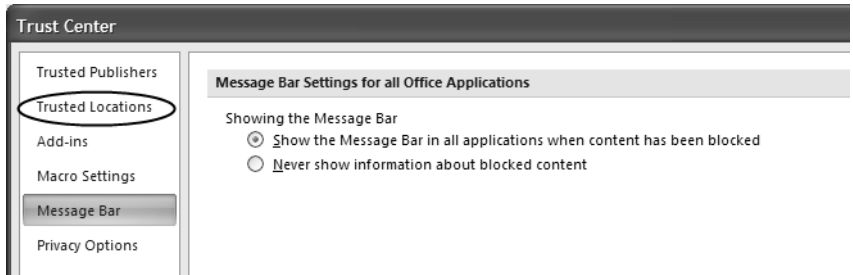 Trust Center
Trusted Publishers
Trusted Locations
Add-ins
Macro Settings
Message Bar
Privacy Options
Message Bar Settings for all Office Applications
Showing the Message Bar
Show the Message Bar in all applications when content has been blocked
Never show information about blocked content